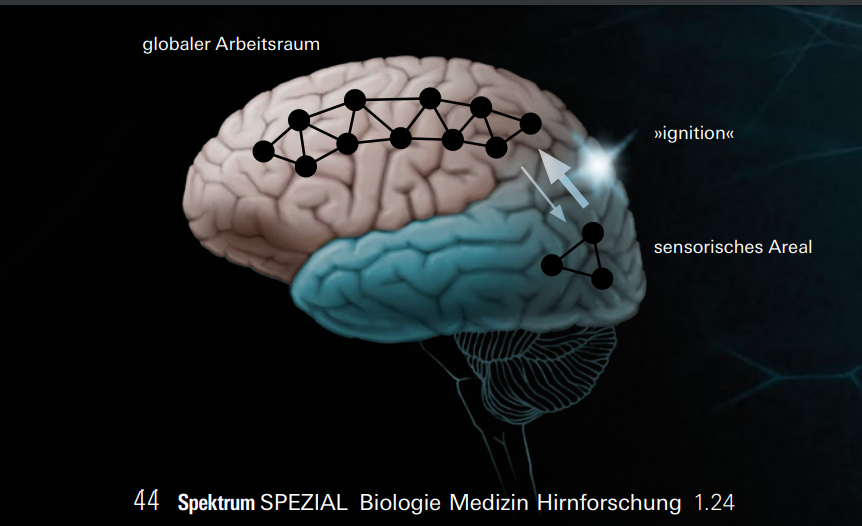 globaler Arbeitsraum
»ignition«
sensorisches Areal
44 Spektrum SPEZIAL Biologie Medizin Hirnforschung 1.24